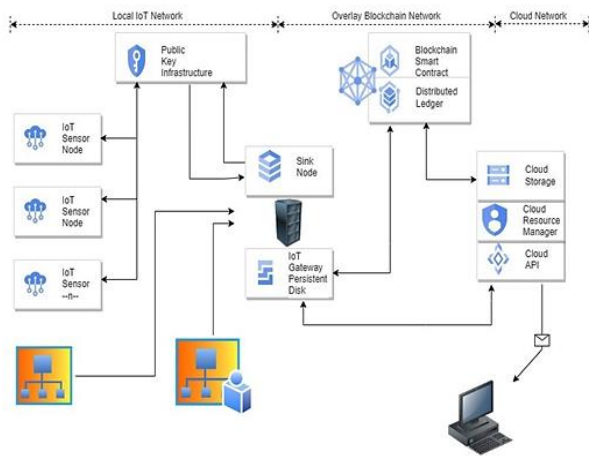 Local IoT Network
Overlay Blockchain Network
Cloud Network
Public
Key
Infrastructure
Blockchain
Smart
Contract
Distributed
Ledger
IoT
Sensor
Node
Sink
Node
Cloud
Storage
IoT
Sensor
Node
Cloud
Resource
Manager
IoT
Gateway
Persistent
Disk
Cloud
API
IoT
Sensor
--n--